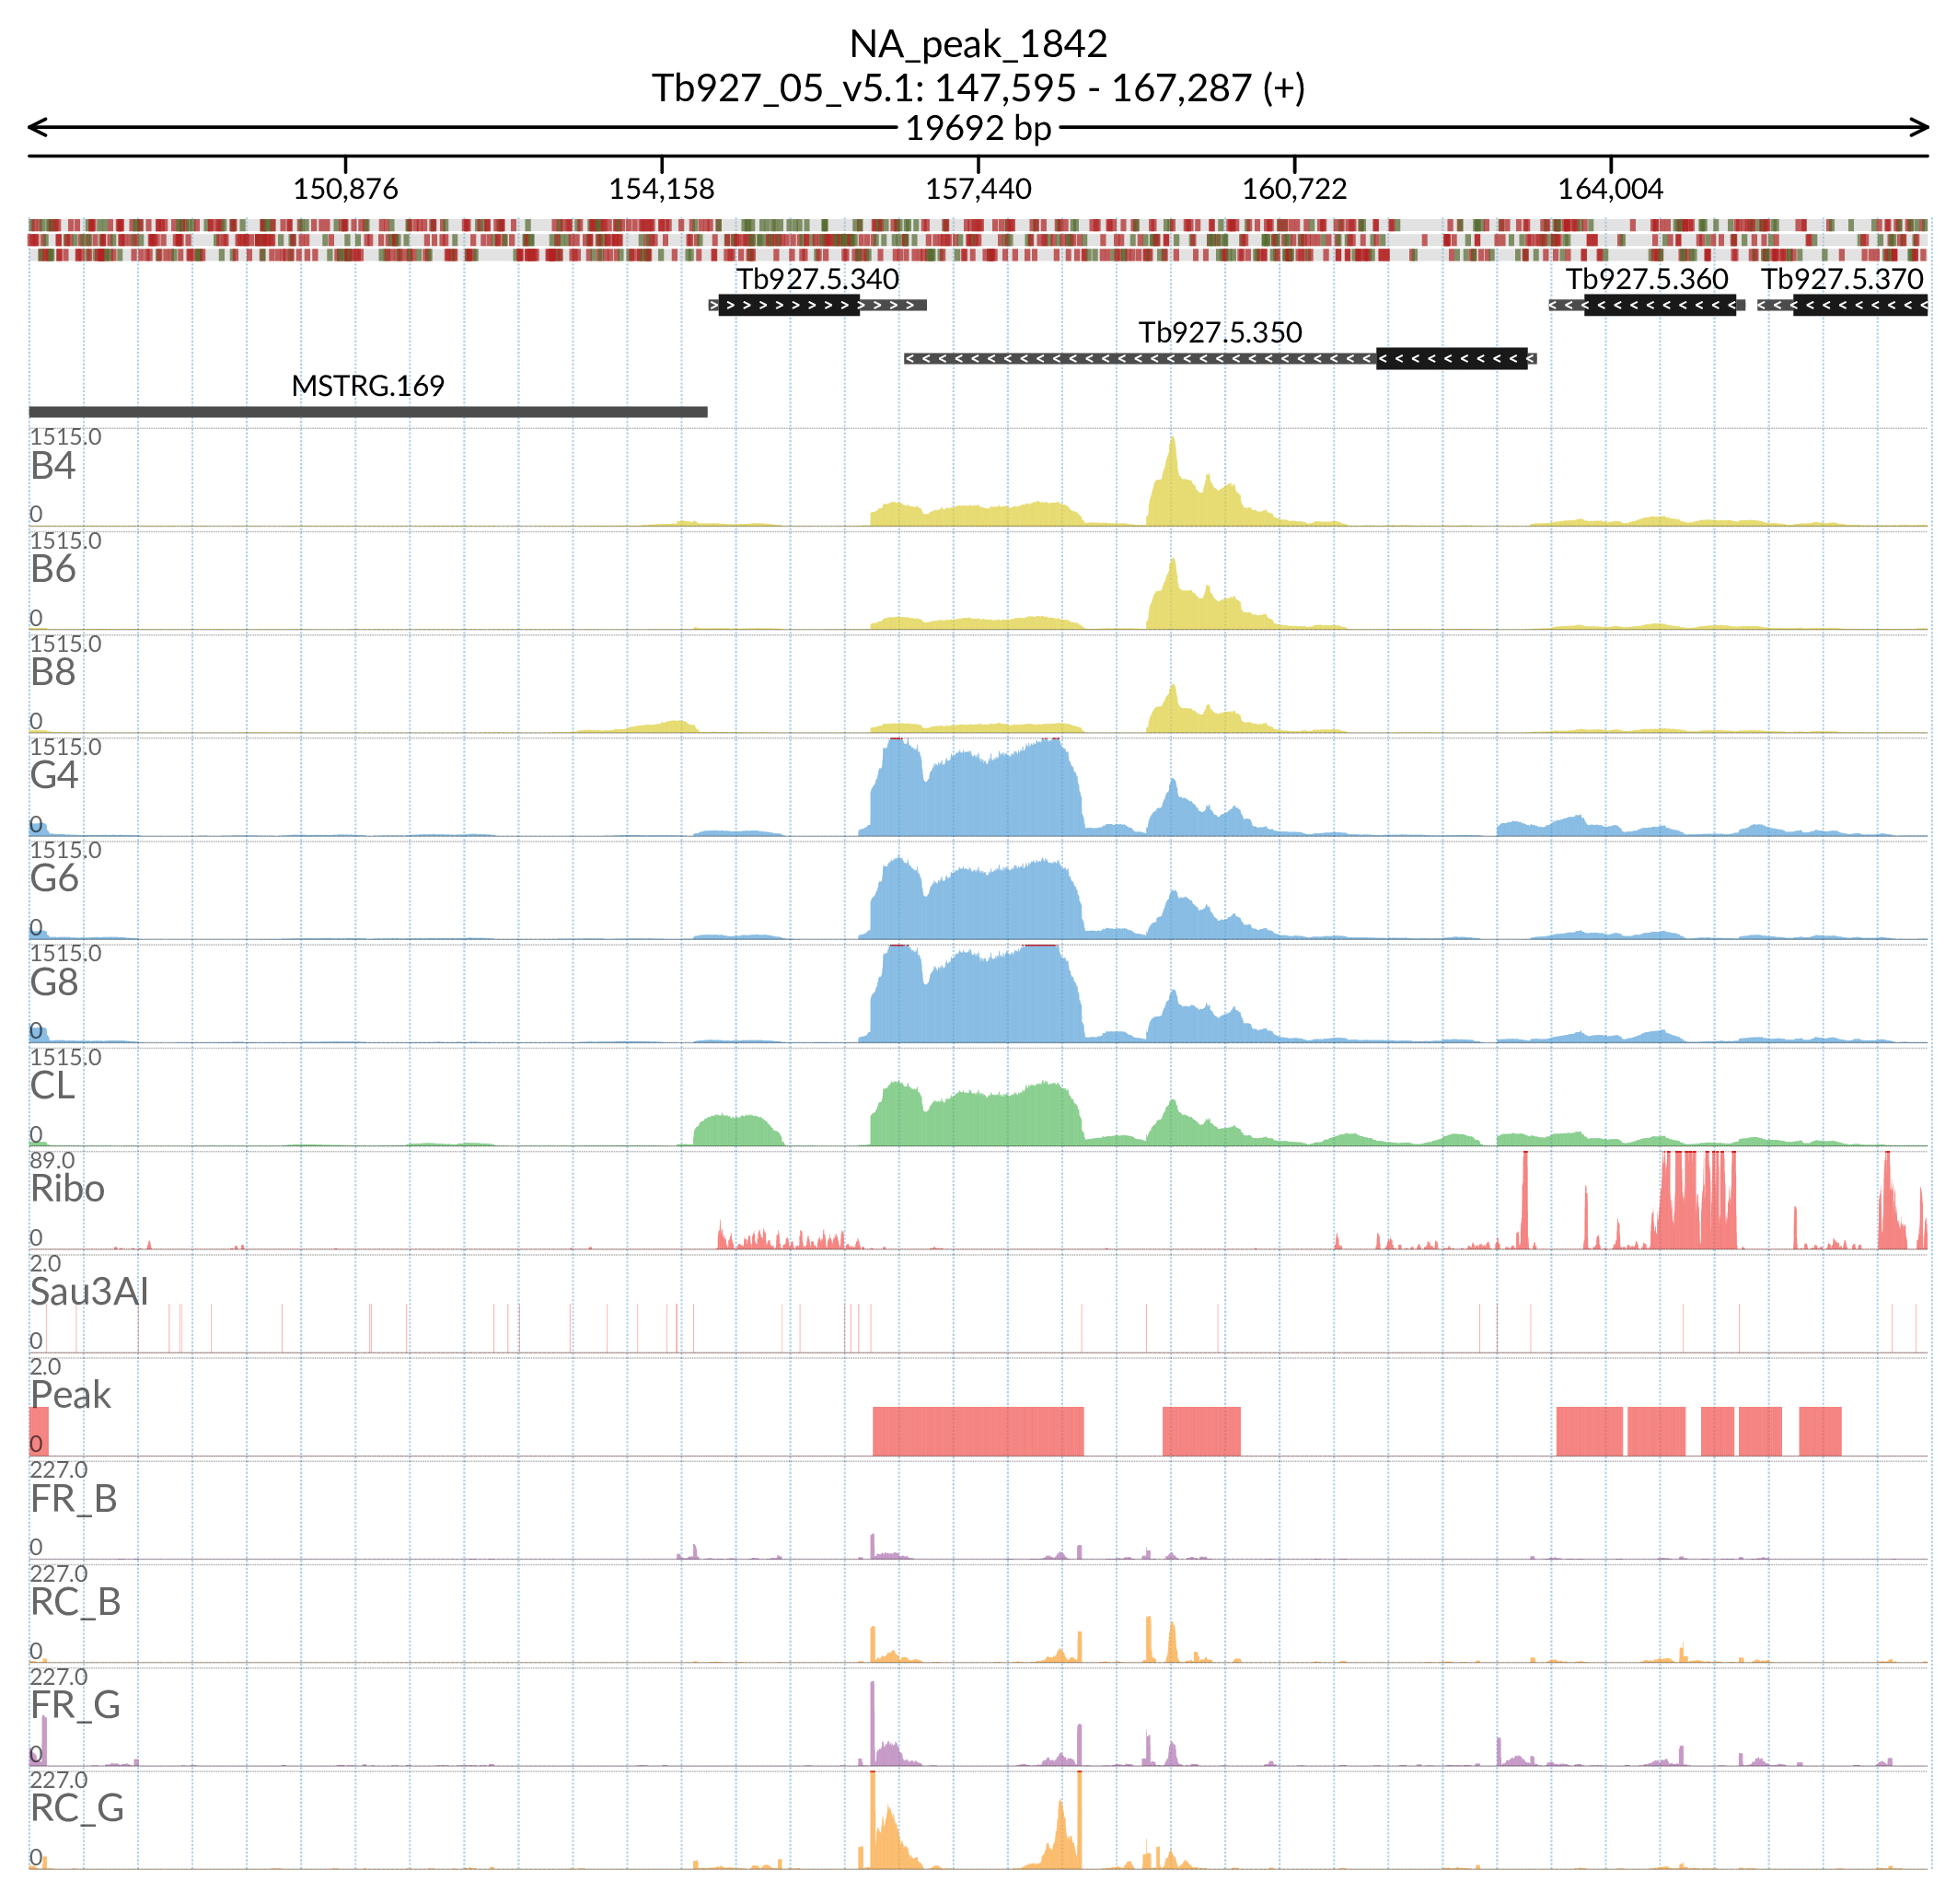 NA_peak_1842
Tb927_05_v5.1: 147,595 - 167,287 (+)
19692 bp
150,876 154,158 157,440 160,722 164,004
Tb927.5.340 Tb927.5.360 Tb927.5.370
Tb927.5.350
MSTRG.169
1515.0
B4
0
1515.0
B6
0
1515.0
B8
0
1515.0
G4
0
1515.0
G6
0
1515.0
G8
0
1515.0
CL
0
89.0
Ribo
0
2.0
Sau3AI
0
2.0
Peak
0
227.0
FR_B
0
227.0
RC_B
0
227.0
FR_G
0
227.0
RC_G
0